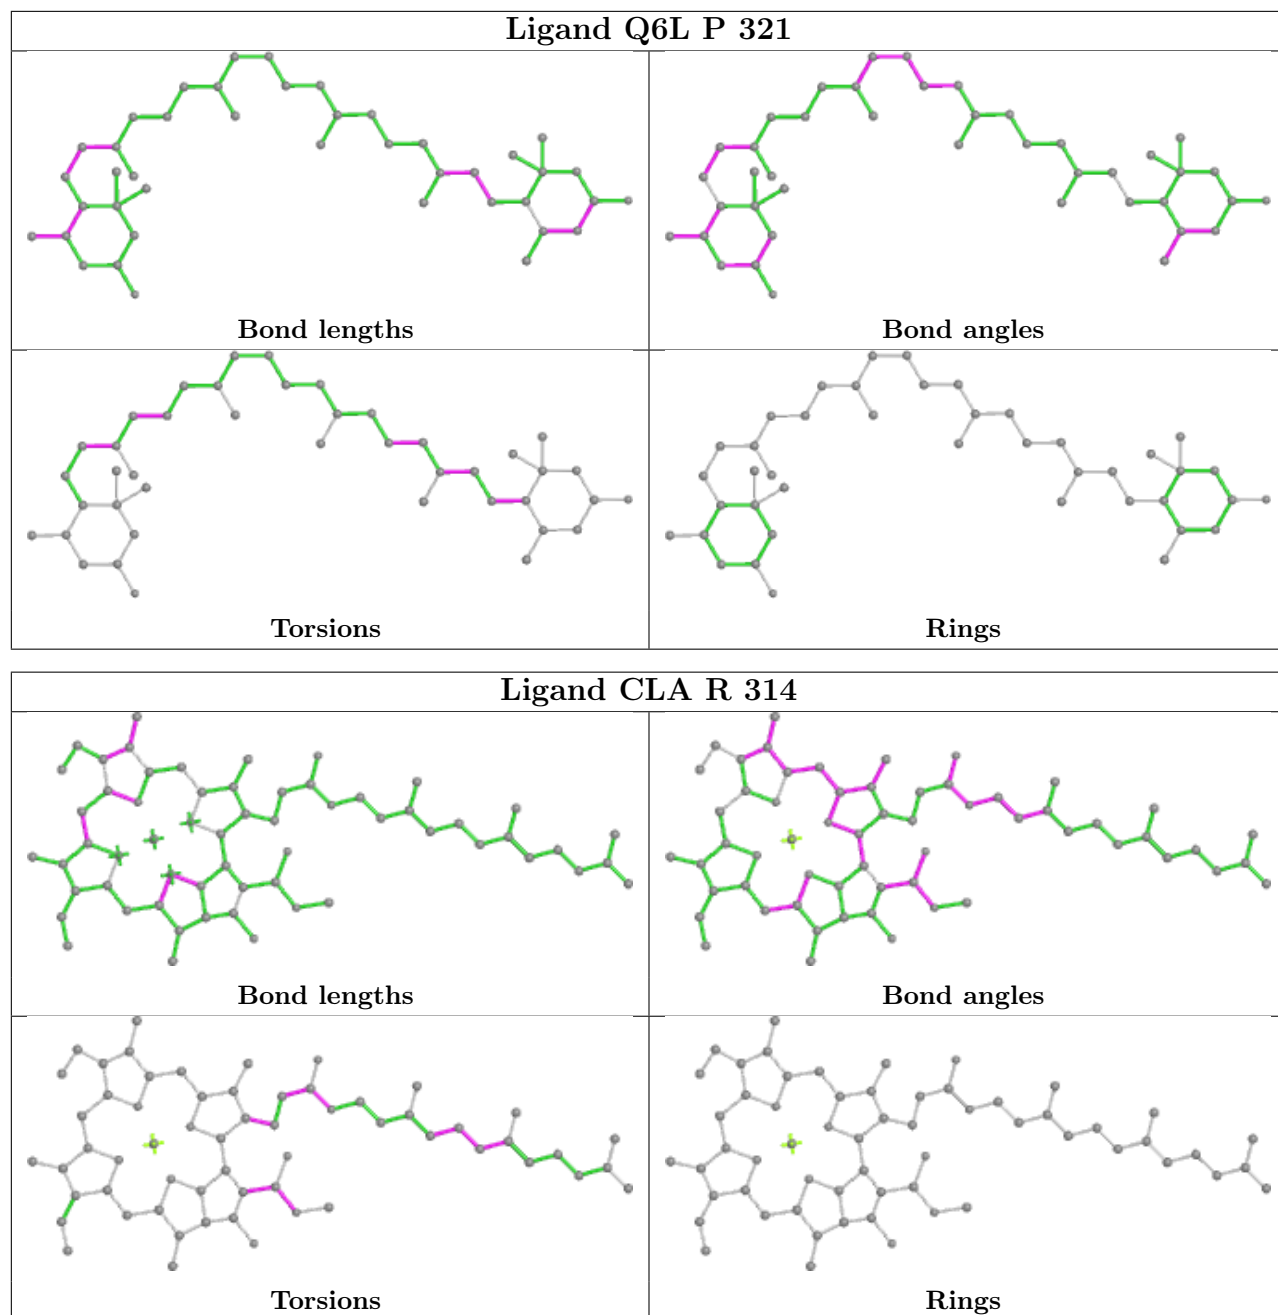 Ligand Q6L P 321
Bond lengths
Bond angles
Torsions
Rings
Ligand CLA R 314
Bond lengths
Bond angles
Torsions
Rings